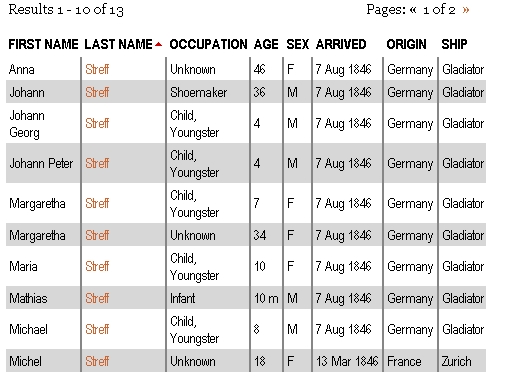 Results 1 - 10 of 13 Pages: « 1 of 2 »
FIRST NAME LAST NAME OCCUPATION AGE SEX ARRIVED ORIGIN SHIP
Anna Streff Unknown 46 F 7 Aug 1846 Germany Gladiator
Johann Streff Shoemaker 36 M 7 Aug 1846 Germany Gladiator
Johann Georg Streff Child, Youngster 4 M 7 Aug 1846 Germany Gladiator
Johann Peter Streff Child, Youngster 4 M 7 Aug 1846 Germany Gladiator
Margaretha Streff Child, Youngster 7 F 7 Aug 1846 Germany Gladiator
Margaretha Streff Unknown 34 F 7 Aug 1846 Germany Gladiator
Maria Streff Child, Youngster 10 F 7 Aug 1846 Germany Gladiator
Mathias Streff Infant 10 m M 7 Aug 1846 Germany Gladiator
Michael Streff Child, Youngster 8 M 7 Aug 1846 Germany Gladiator
Michel Streff Unknown 18 F 13 Mar 1846 France Zurich